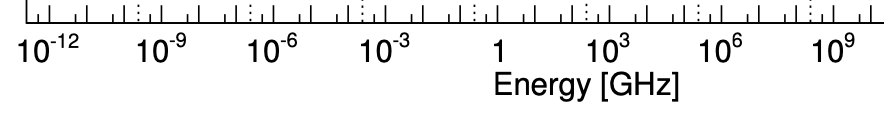 10⁻¹² 10⁻⁹ 10⁻⁶ 10⁻³ 1 10³ 10⁶ 10⁹
Energy [GHz]